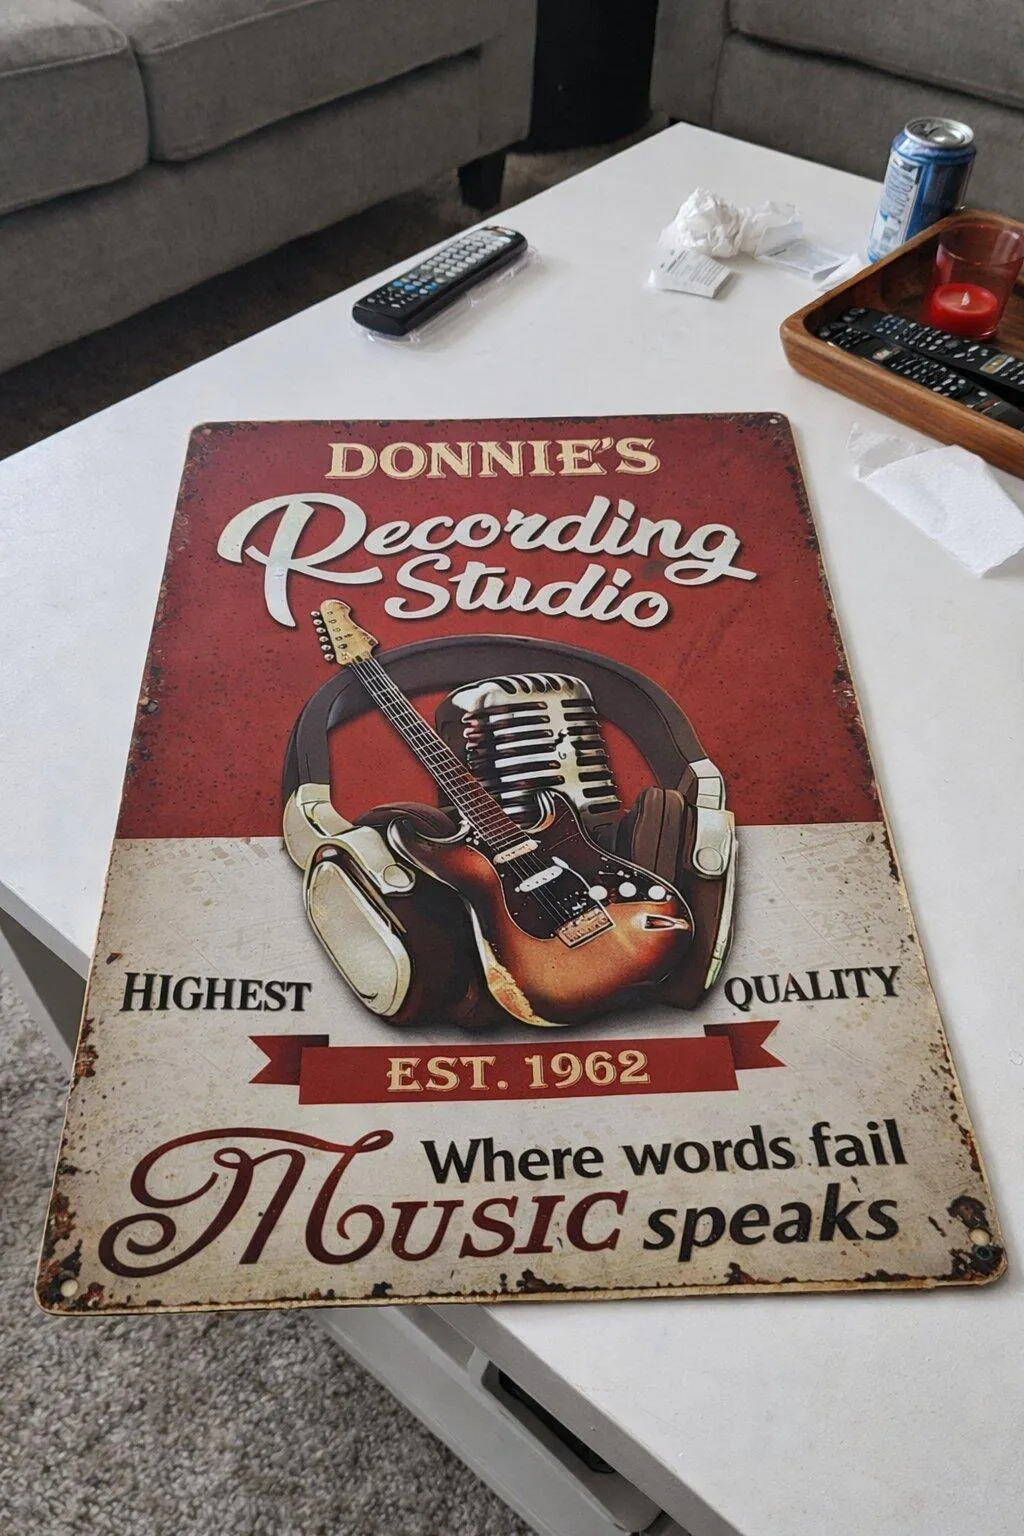 DONNIE'S
Recording
Studio
HIGHEST QUALITY
EST. 1962
Where words fail
MUSIC speaks